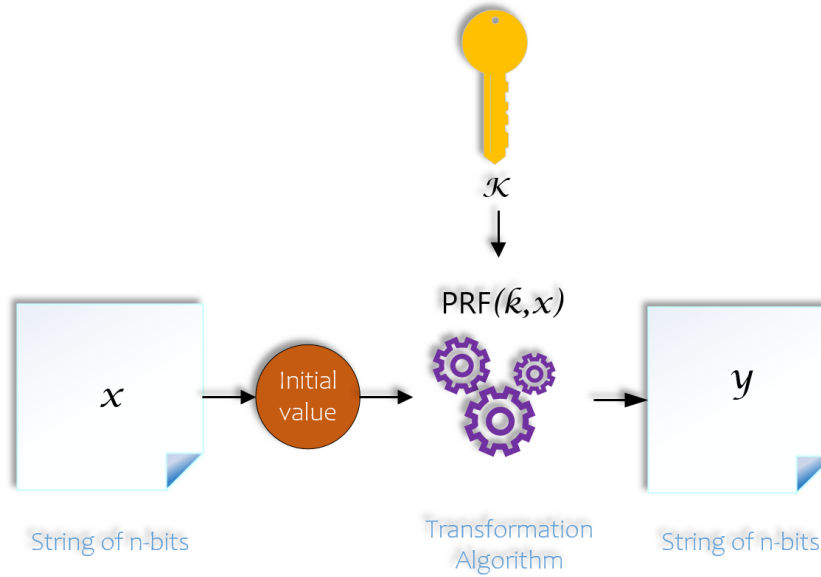 K
PRF(k,x)
x
Initial
value
y
String of n-bits
Transformation
Algorithm
String of n-bits